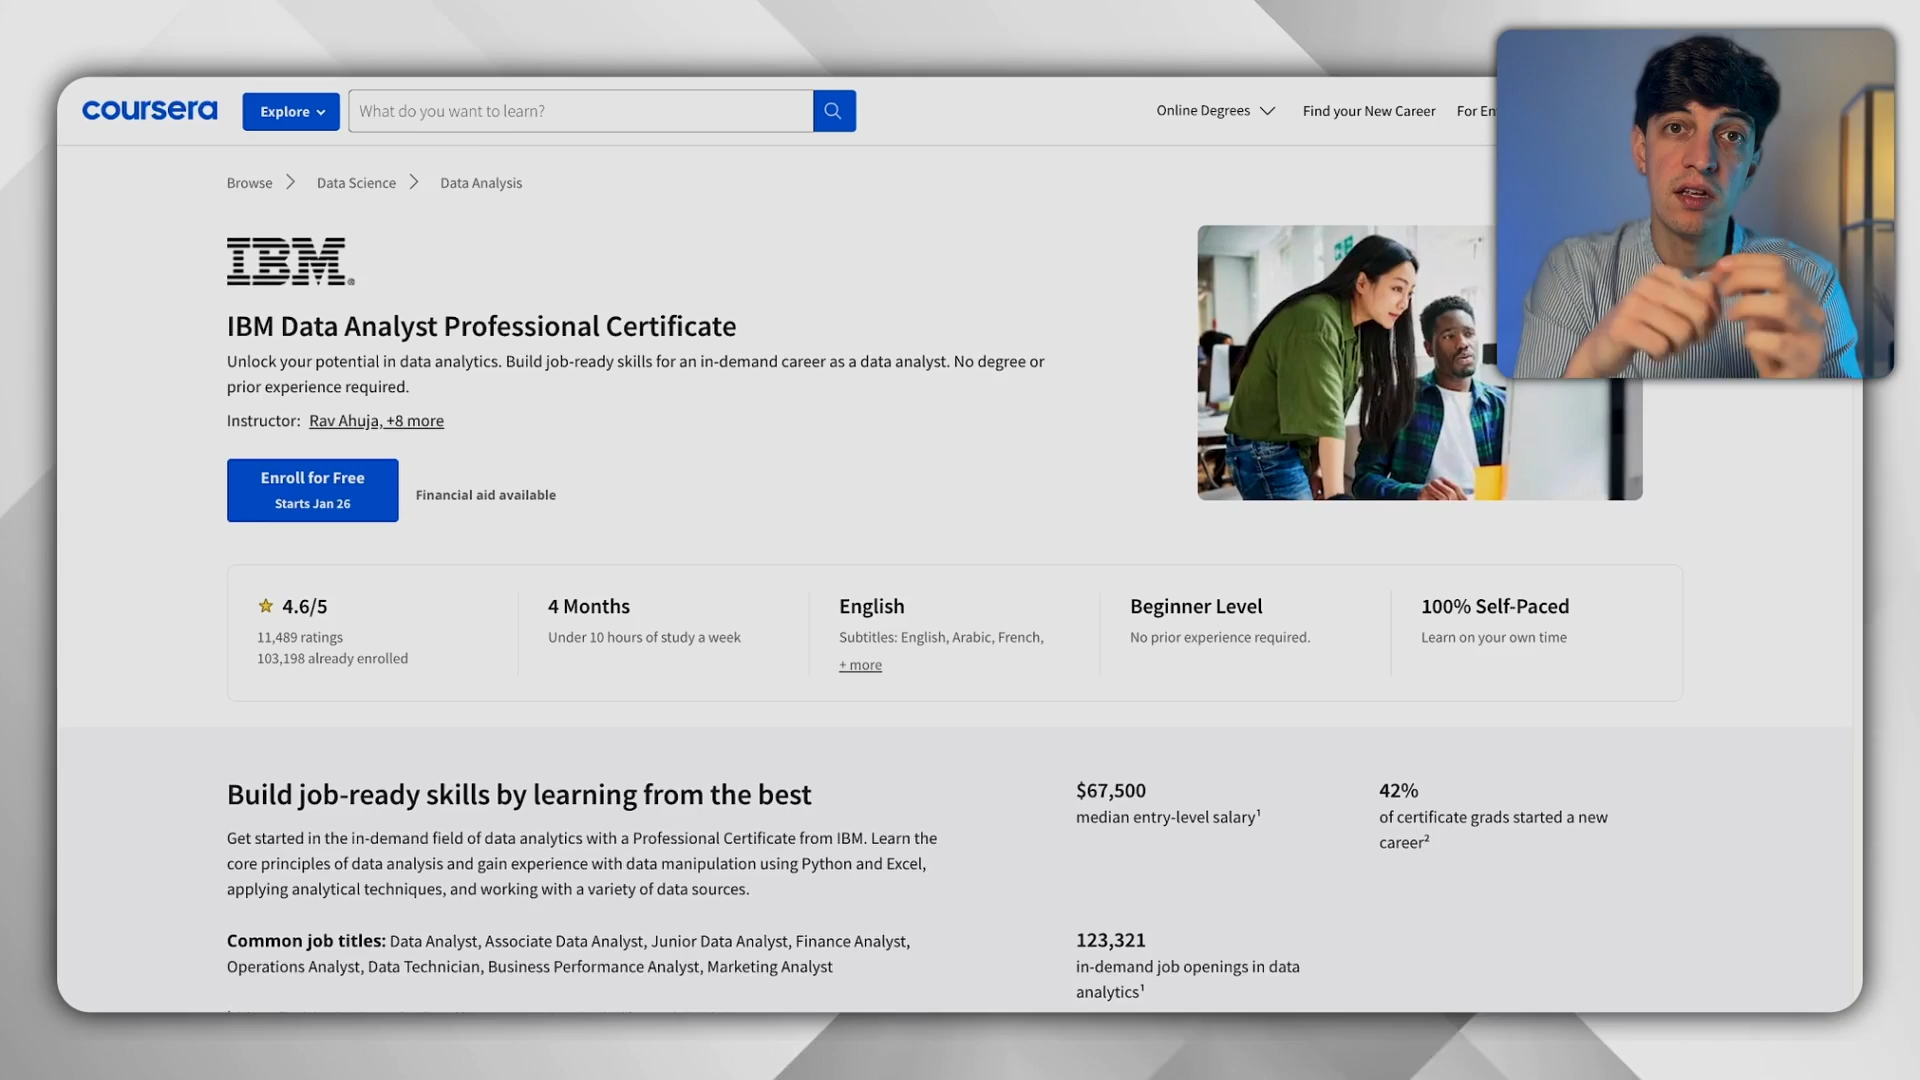 coursera
Explore
What do you want to learn?
Online Degrees
Find your New Career
For En
Browse
Data Science
Data Analysis
IBM®
IBM Data Analyst Professional Certificate
Unlock your potential in data analytics. Build job-ready skills for an in-demand career as a data analyst. No degree or
prior experience required.
Instructor: Rav Ahuja, +8 more
Enroll for Free
Starts Jan 26
Financial aid available
4.6/5
11,489 ratings
103,198 already enrolled
4 Months
Under 10 hours of study a week
English
Subtitles: English, Arabic, French,
+ more
Beginner Level
No prior experience required.
100% Self-Paced
Learn on your own time
Build job-ready skills by learning from the best
Get started in the in-demand field of data analytics with a Professional Certificate from IBM. Learn the
core principles of data analysis and gain experience with data manipulation using Python and Excel,
applying analytical techniques, and working with a variety of data sources.
Common job titles: Data Analyst, Associate Data Analyst, Junior Data Analyst, Finance Analyst,
Operations Analyst, Data Technician, Business Performance Analyst, Marketing Analyst
$67,500
median entry-level salary¹
42%
of certificate grads started a new
career²
123,321
in-demand job openings in data
analytics¹